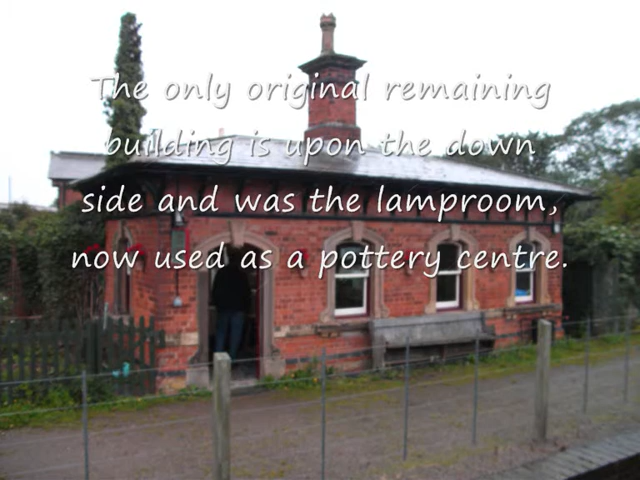 The only original remaining
building is upon the down
side and was the lamproom,
now used as a pottery centre.